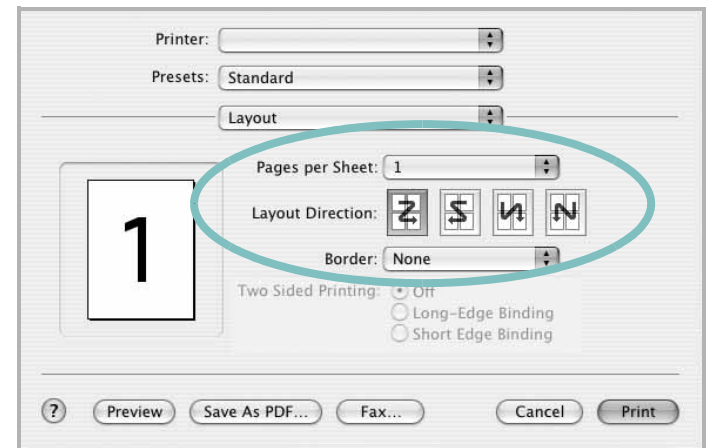 Printer:
Presets: Standard
Layout
Pages per Sheet: 1
Layout Direction:
1
Border: None
Two Sided Printing: Off
Long-Edge Binding
Short Edge Binding
? Preview Save As PDF... Fax... Cancel Print